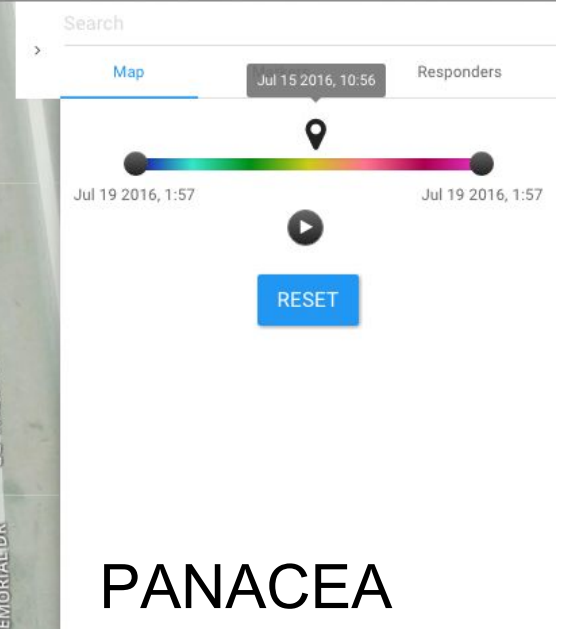 Search
Map
Responders
Jul 15 2016, 10:56
Jul 19 2016, 1:57
Jul 19 2016, 1:57
RESET
PANACEA